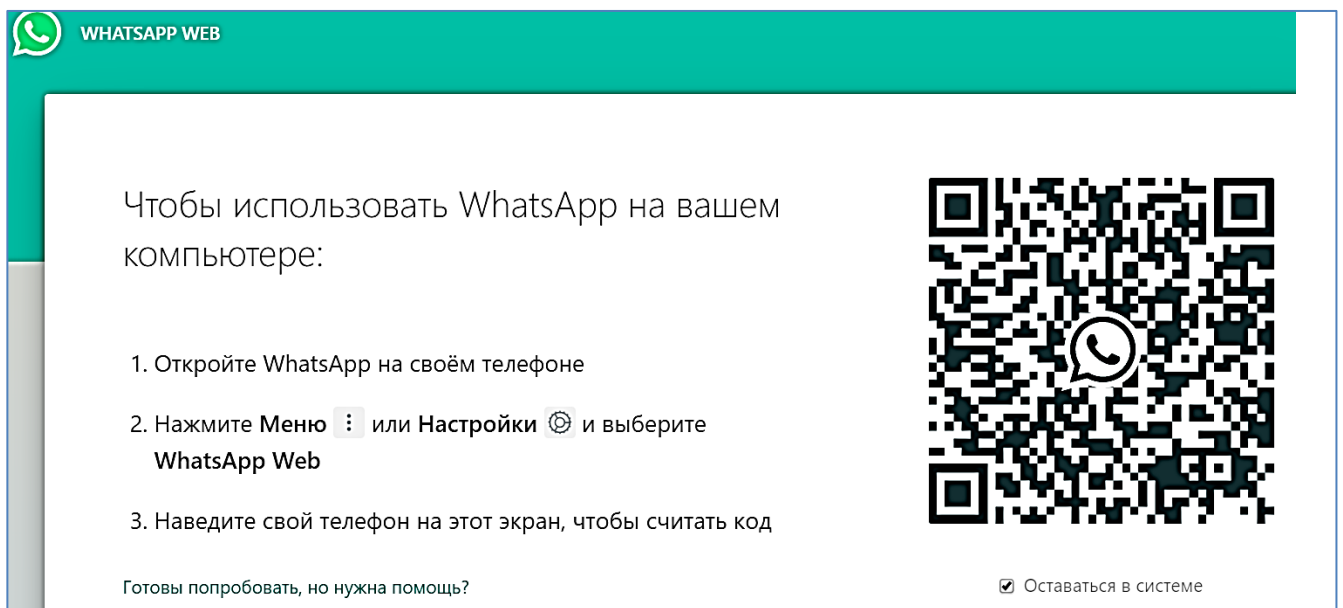 WHATSAPP WEB
Чтобы использовать WhatsApp на вашем
компьютере:
1. Откройте WhatsApp на своём телефоне
2. Нажмите Меню или Настройки и выберите
WhatsApp Web
3. Наведите свой телефон на этот экран, чтобы считать код
Готовы попробовать, но нужна помощь?
Оставаться в системе